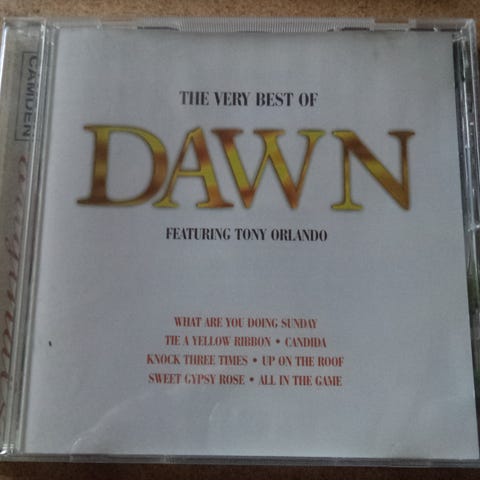 CAMDEN
THE VERY BEST OF
DAWN
FEATURING TONY ORLANDO
WHAT ARE YOU DOING SUNDAY
TIE A YELLOW RIBBON • CANDIDA
KNOCK THREE TIMES • UP ON THE ROOF
SWEET GYPSY ROSE • ALL IN THE GAME